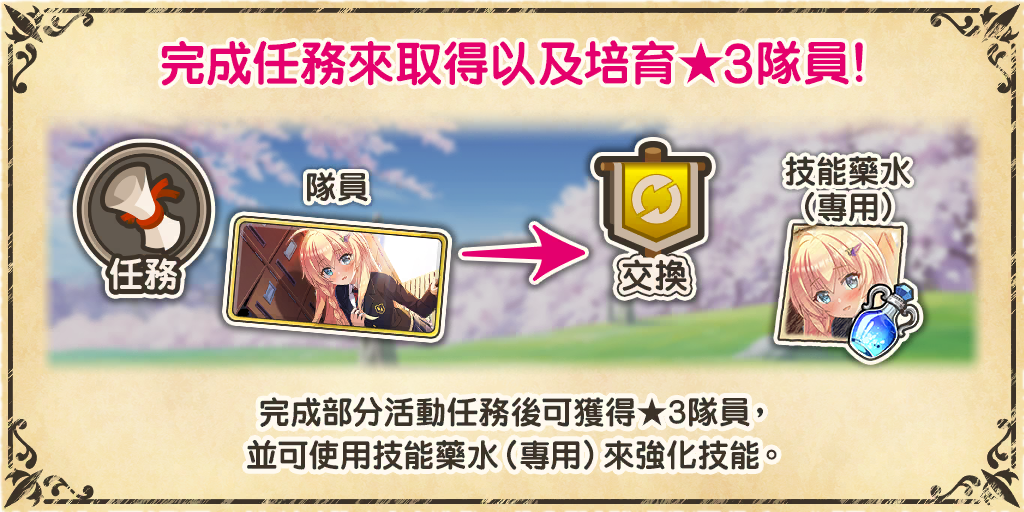 完成任務來取得以及培育★3隊員!
隊員
技能藥水
(專用)
任務
交換
完成部分活動任務後可獲得★3隊員，
並可使用技能藥水(專用)來強化技能。